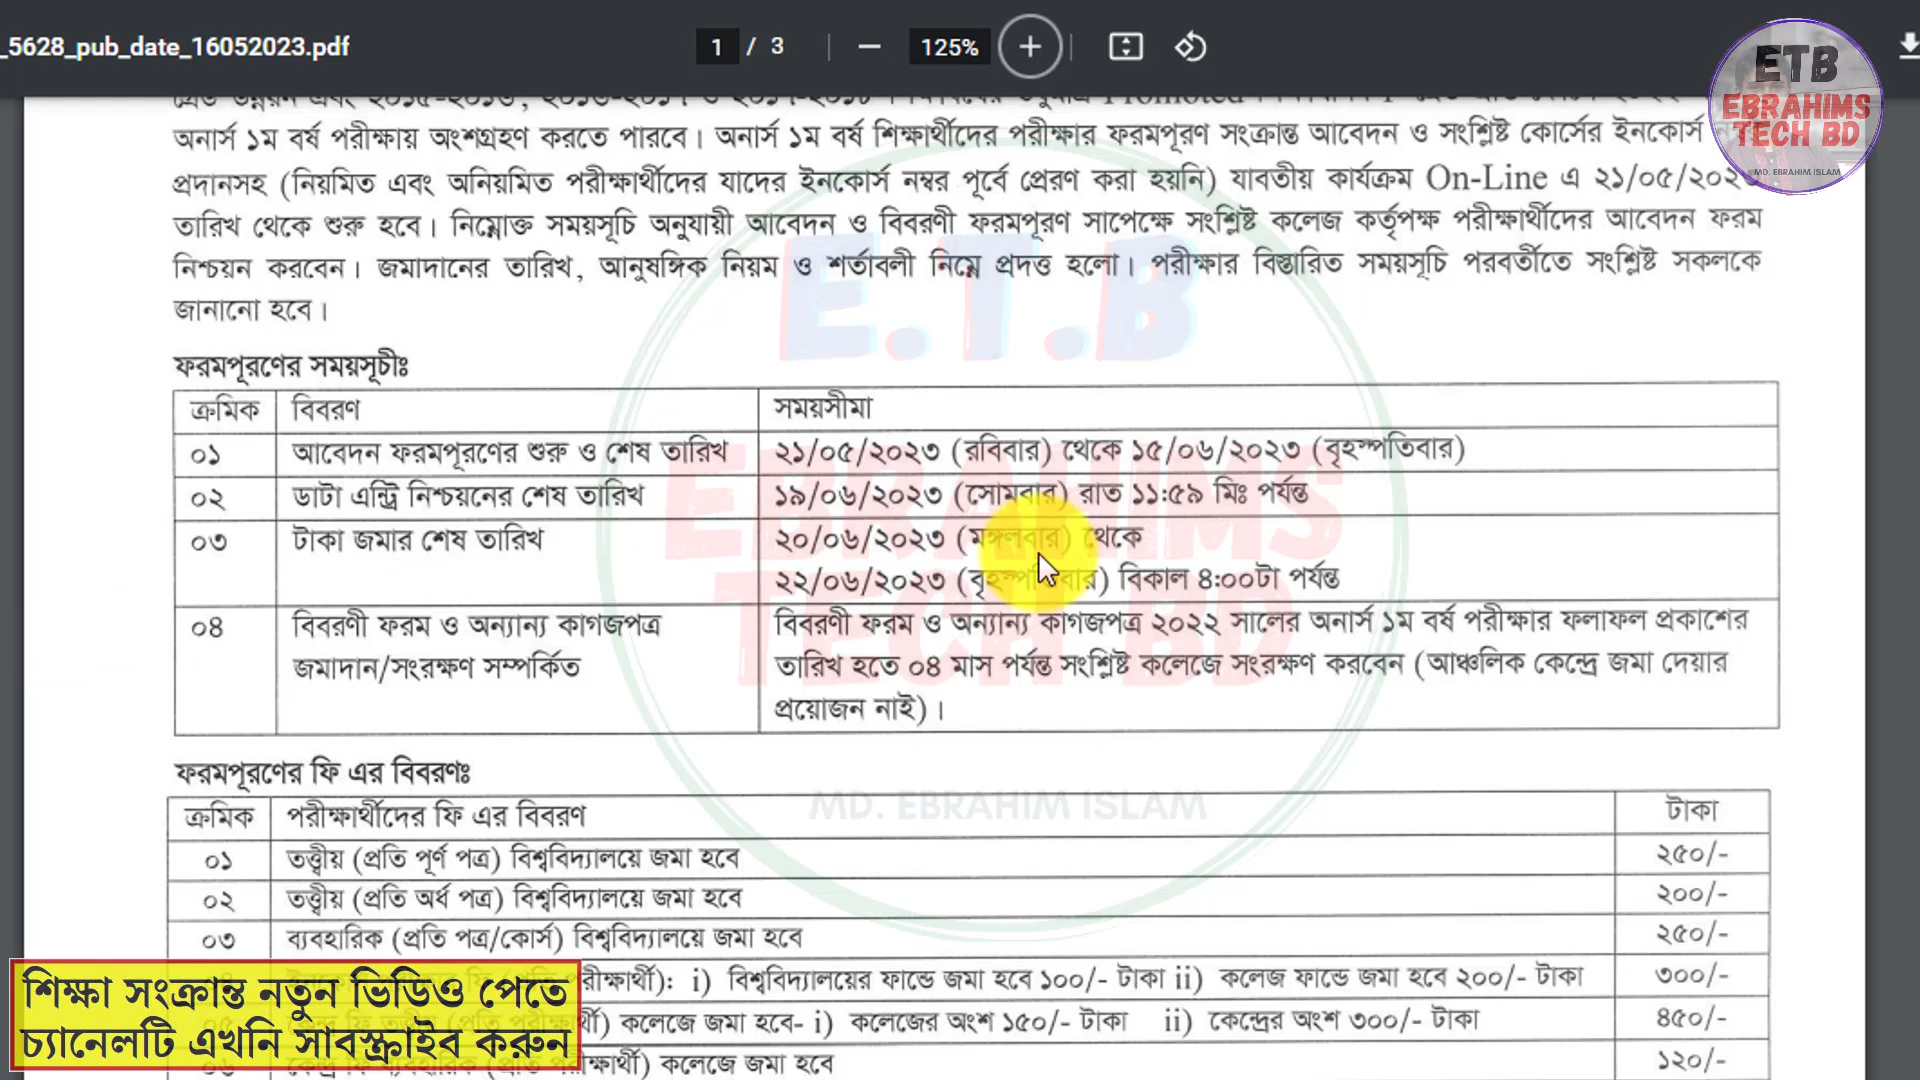 _5628_pub_date_16052023.pdf
1 / 3
125%
ETB
EBRAHIMS
TECH BD
MD. EBRAHIM ISLAM
অনার্স ১ম বর্ষ পরীক্ষায় অংশগ্রহণ করতে পারবে। অনার্স ১ম বর্ষ শিক্ষার্থীদের পরীক্ষার ফরমপূরণ সংক্রান্ত আবেদন ও সংশ্লিষ্ট কোর্সের ইনকোর্স
প্রদানসহ (নিয়মিত এবং অনিয়মিত পরীক্ষার্থীদের যাদের ইনকোর্স নম্বর পূর্বে প্রেরণ করা হয়নি) যাবতীয় কার্যক্রম On-Line এ ২১/০৫/২০২৩
তারিখ থেকে শুরু হবে। নিম্নোক্ত সময়সূচি অনুযায়ী আবেদন ও বিবরণী ফরমপূরণ সাপেক্ষে সংশ্লিষ্ট কলেজ কর্তৃপক্ষ পরীক্ষার্থীদের আবেদন ফরম
নিশ্চয়ন করবেন। জমাদানের তারিখ, আনুষঙ্গিক নিয়ম ও শর্তাবলী নিম্নে প্রদত্ত হলো। পরীক্ষার বিস্তারিত সময়সূচি পরবর্তীতে সংশ্লিষ্ট সকলকে
জানানো হবে।
E.T.B
EBRAHIMS
TECH BD
MD. EBRAHIM ISLAM
ফরমপূরণের সময়সূচীঃ
ক্রমিক বিবরণ সময়সীমা
০১ আবেদন ফরমপূরণের শুরু ও শেষ তারিখ ২১/০৫/২০২৩ (রবিবার) থেকে ১৫/০৬/২০২৩ (বৃহস্পতিবার)
০২ ডাটা এন্ট্রি নিশ্চয়নের শেষ তারিখ ১৯/০৬/২০২৩ (সোমবার) রাত ১১:৫৯ মিঃ পর্যন্ত
০৩ টাকা জমার শেষ তারিখ ২০/০৬/২০২৩ (মঙ্গলবার) থেকে
২২/০৬/২০২৩ (বৃহস্পতিবার) বিকাল ৪:০০টা পর্যন্ত
০৪ বিবরণী ফরম ও অন্যান্য কাগজপত্র বিবরণী ফরম ও অন্যান্য কাগজপত্র ২০২২ সালের অনার্স ১ম বর্ষ পরীক্ষার ফলাফল প্রকাশের
জমাদান/সংরক্ষণ সম্পর্কিত তারিখ হতে ০৪ মাস পর্যন্ত সংশ্লিষ্ট কলেজে সংরক্ষণ করবেন (আঞ্চলিক কেন্দ্রে জমা দেয়ার
প্রয়োজন নাই)।
ফরমপূরণের ফি এর বিবরণঃ
ক্রমিক পরীক্ষার্থীদের ফি এর বিবরণ টাকা
০১ তত্ত্বীয় (প্রতি পূর্ণ পত্র) বিশ্ববিদ্যালয়ে জমা হবে ২৫০/-
০২ তত্ত্বীয় (প্রতি অর্ধ পত্র) বিশ্ববিদ্যালয়ে জমা হবে ২০০/-
০৩ ব্যবহারিক (প্রতি পত্র/কোর্স) বিশ্ববিদ্যালয়ে জমা হবে ২৫০/-
i) বিশ্ববিদ্যালয়ের ফান্ডে জমা হবে ১০০/- টাকা ii) কলেজ ফান্ডে জমা হবে ২০০/- টাকা ৩০০/-
কলেজে জমা হবে- i) কলেজের অংশ ১৫০/- টাকা ii) কেন্দ্রের অংশ ৩০০/- টাকা ৪৫০/-
কলেজে জমা হবে ১২০/-
শিক্ষা সংক্রান্ত নতুন ভিডিও পেতে
চ্যানেলটি এখনি সাবস্ক্রাইব করুন